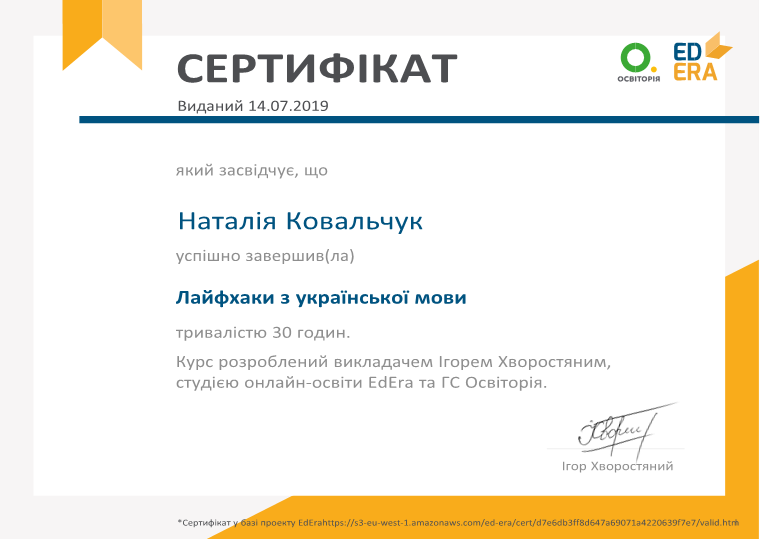 СЕРТИФІКАТ
Виданий 14.07.2019
ОСВІТОРІЯ
ED
ERA
який засвідчує, що
Наталія Ковальчук
успішно завершив(ла)
Лайфхаки з української мови
тривалістю 30 годин.
Курс розроблений викладачем Ігорем Хворостяним,
студією онлайн-освіти EdEra та ГС Освіторія.
Ігор Хворостяний
*Сертифікат у базі проекту EdErahttps://s3-eu-west-1.amazonaws.com/ed-era/cert/d7e6db3ff8d647a69071a4220639f7e7/valid.htm